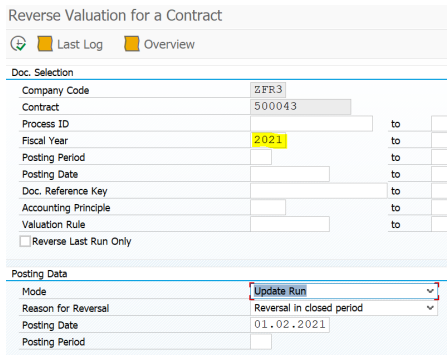 Reverse Valuation for a Contract
Last Log Overview
Doc. Selection
Company Code ZFR3
Contract 500043
Process ID to
Fiscal Year 2021 to
Posting Period to
Posting Date to
Doc. Reference Key to
Accounting Principle to
Valuation Rule to
Reverse Last Run Only
Posting Data
Mode Update Run
Reason for Reversal Reversal in closed period
Posting Date 01.02.2021
Posting Period